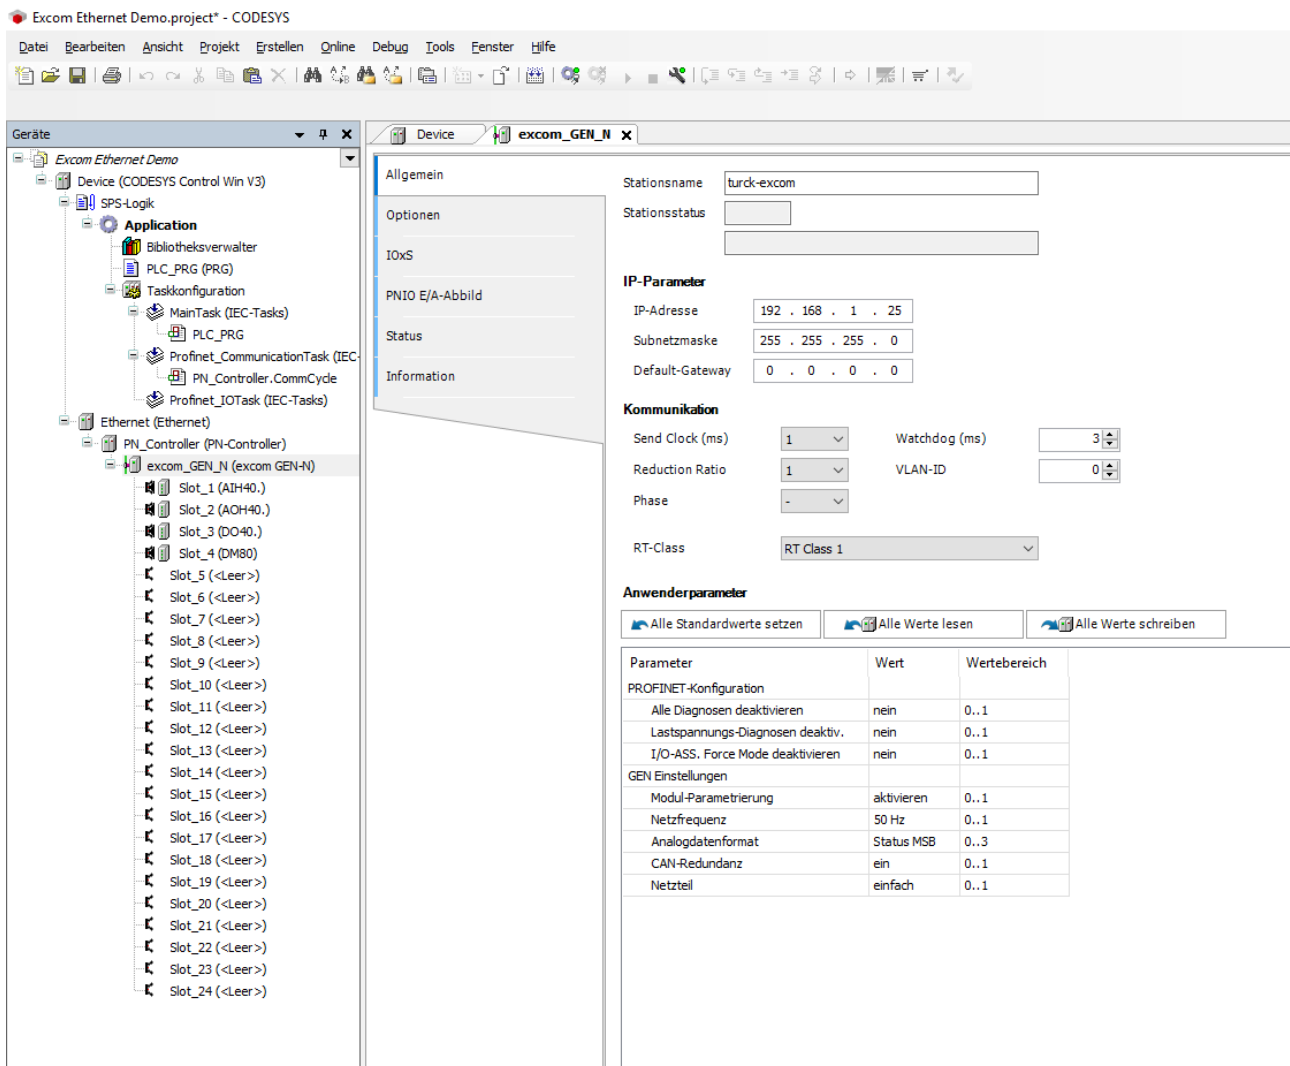 Excom Ethernet Demo.project* - CODESYS
Datei Bearbeiten Ansicht Projekt Erstellen Online Debug Tools Fenster Hilfe
Geräte
Excom Ethernet Demo
Device (CODESYS Control Win V3)
SPS-Logik
Application
Bibliotheksverwalter
PLC_PRG (PRG)
Taskkonfiguration
MainTask (IEC-Tasks)
PLC_PRG
Profinet_CommunicationTask (IEC-
PN_Controller.CommCycle
Profinet_IOTask (IEC-Tasks)
Ethernet (Ethernet)
PN_Controller (PN-Controller)
excom_GEN_N (excom GEN-N)
Slot_1 (AIH40.)
Slot_2 (AOH40.)
Slot_3 (DO40.)
Slot_4 (DM80)
Slot_5 (<Leer>)
Slot_6 (<Leer>)
Slot_7 (<Leer>)
Slot_8 (<Leer>)
Slot_9 (<Leer>)
Slot_10 (<Leer>)
Slot_11 (<Leer>)
Slot_12 (<Leer>)
Slot_13 (<Leer>)
Slot_14 (<Leer>)
Slot_15 (<Leer>)
Slot_16 (<Leer>)
Slot_17 (<Leer>)
Slot_18 (<Leer>)
Slot_19 (<Leer>)
Slot_20 (<Leer>)
Slot_21 (<Leer>)
Slot_22 (<Leer>)
Slot_23 (<Leer>)
Slot_24 (<Leer>)
Device excom_GEN_N
Allgemein
Optionen
IOxS
PNIO E/A-Abbild
Status
Information
Stationsname turck-excom
Stationsstatus
IP-Parameter
IP-Adresse 192 . 168 . 1 . 25
Subnetzmaske 255 . 255 . 255 . 0
Default-Gateway 0 . 0 . 0 . 0
Kommunikation
Send Clock (ms) 1 Watchdog (ms) 3
Reduction Ratio 1 VLAN-ID 0
Phase -
RT-Class RT Class 1
Anwenderparameter
Alle Standardwerte setzen Alle Werte lesen Alle Werte schreiben
Parameter Wert Wertebereich
PROFINET-Konfiguration
Alle Diagnosen deaktivieren nein 0..1
Lastspannungs-Diagnosen deaktiv. nein 0..1
I/O-ASS. Force Mode deaktivieren nein 0..1
GEN Einstellungen
Modul-Parametrierung aktivieren 0..1
Netzfrequenz 50 Hz 0..1
Analogdatenformat Status MSB 0..3
CAN-Redundanz ein 0..1
Netzteil einfach 0..1